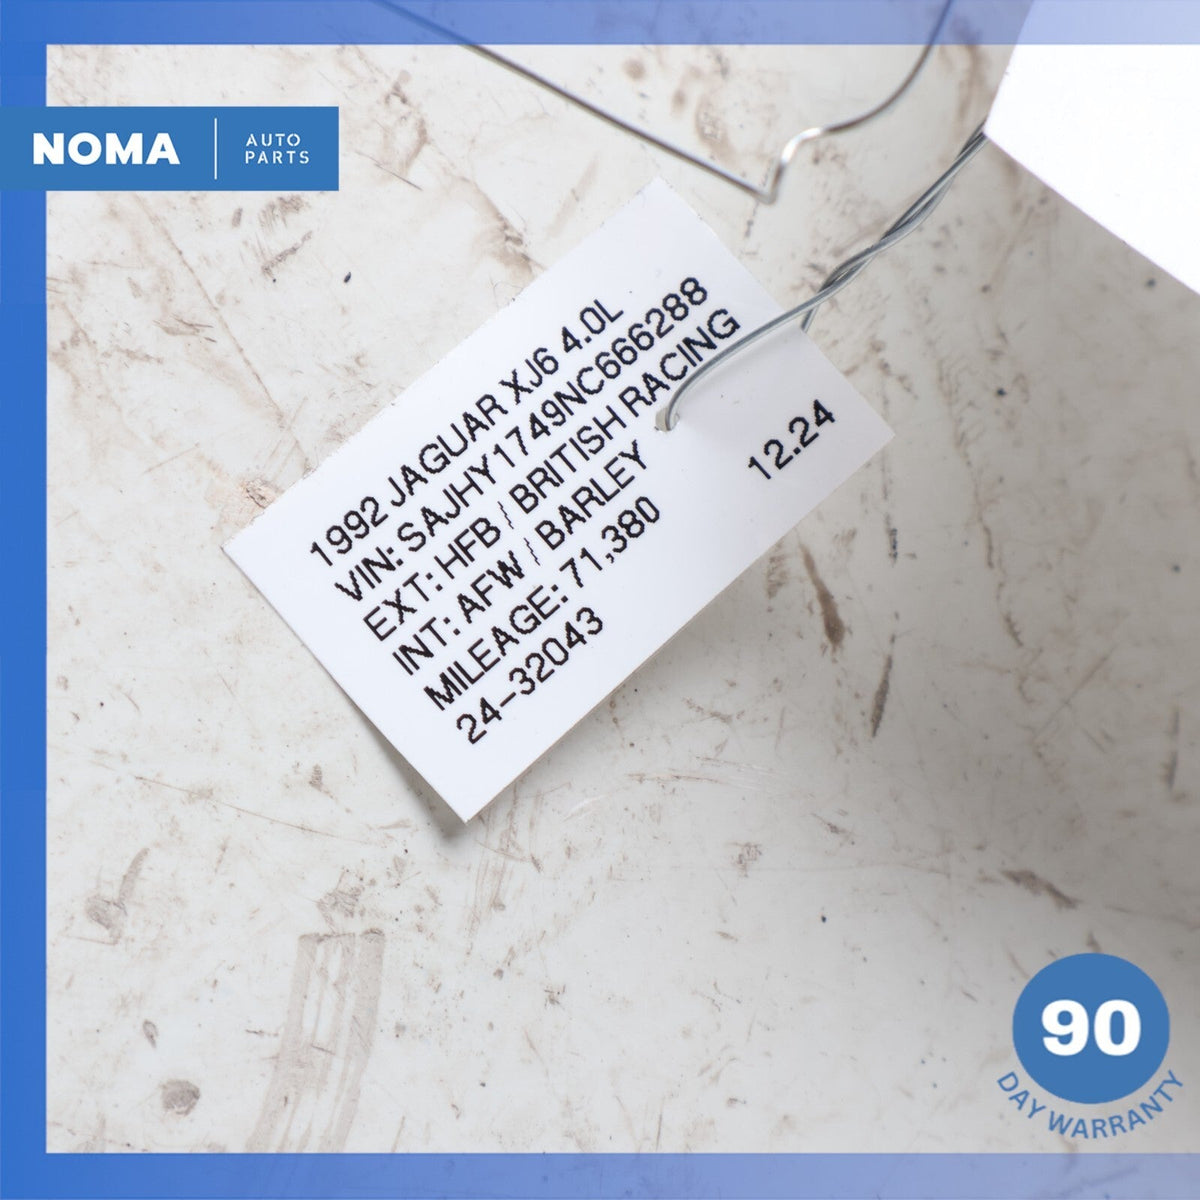 NOMA
AUTO
PARTS
1992 JAGUAR XJ6 4.0L
VIN: SAJHY1749NC666288
EXT: HFB / BRITISH RACING
INT: AFW / BARLEY
MILEAGE: 71,380
24-32043
12.24
90
DAY WARRANTY